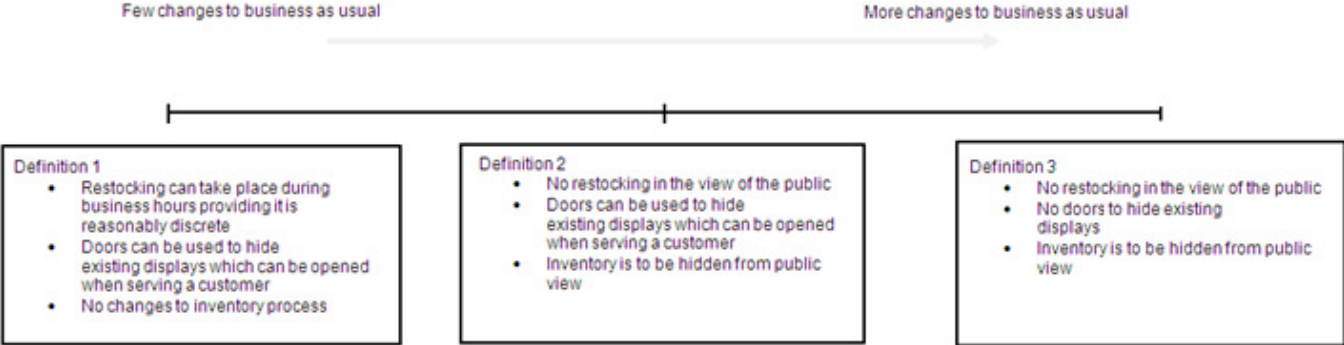 Few changes to business as usual
More changes to business as usual
Definition 1
• Restocking can take place during
business hours providing it is
reasonably discrete
• Doors can be used to hide
existing displays which can be opened
when serving a customer
• No changes to inventory process
Definition 2
• No restocking in the view of the public
• Doors can be used to hide
existing displays which can be opened
when serving a customer
• Inventory is to be hidden from public
view
Definition 3
• No restocking in the view of the public
• No doors to hide existing
displays
• Inventory is to be hidden from public
view